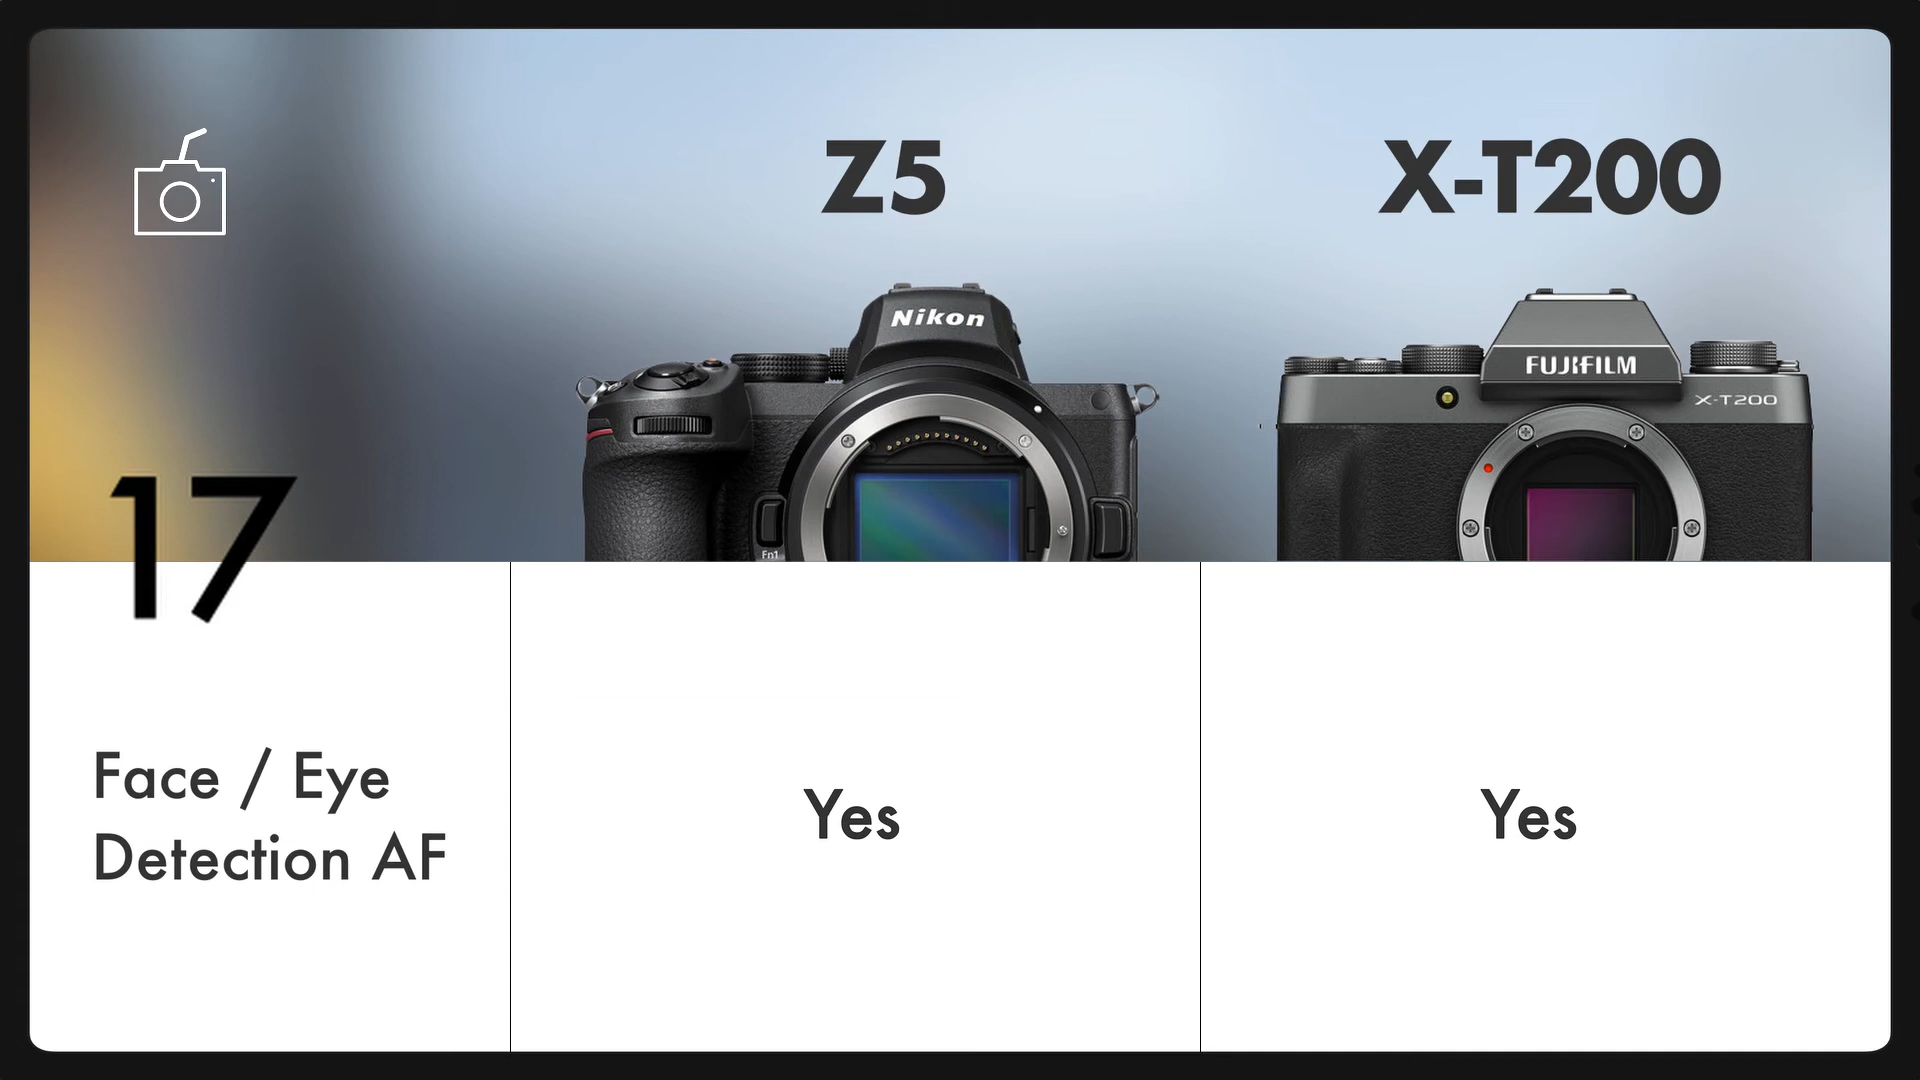 Z5
X-T200
Nikon
FUJIFILM
X-T200
Fn1
17
Face / Eye
Detection AF
Yes
Yes